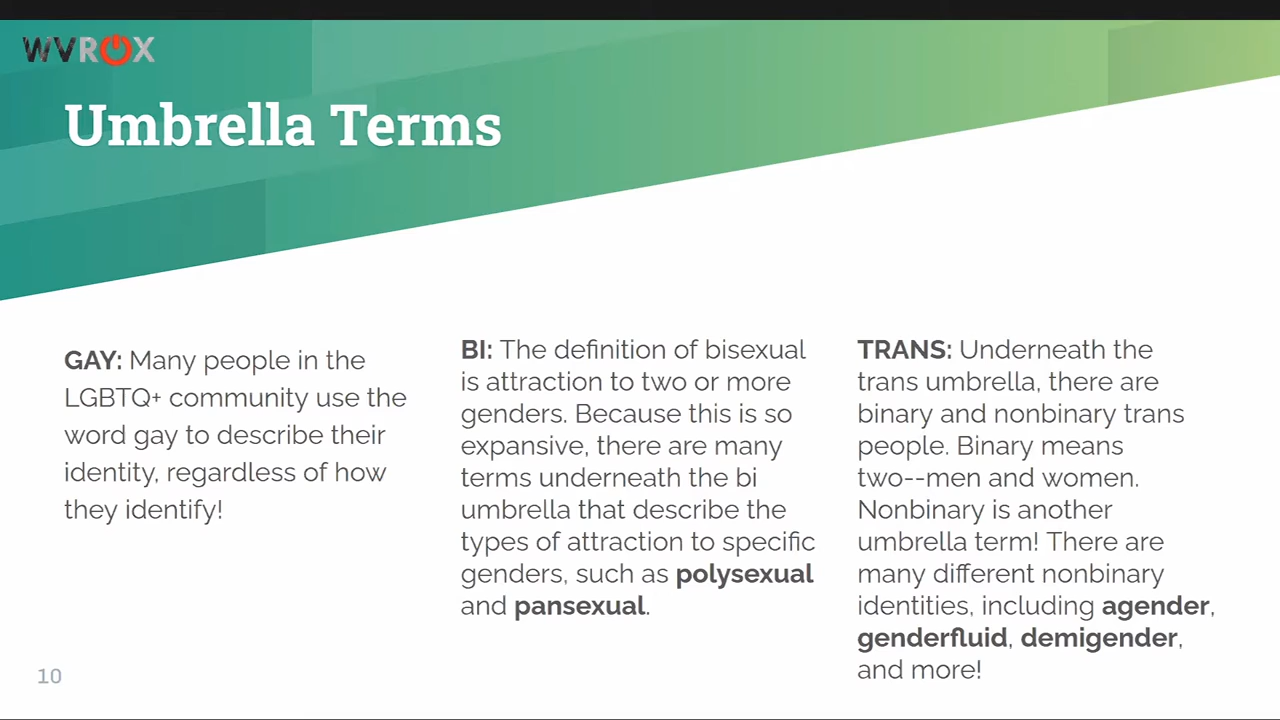 WVROX
Umbrella Terms
GAY: Many people in the
LGBTQ+ community use the
word gay to describe their
identity, regardless of how
they identify!
BI: The definition of bisexual
is attraction to two or more
genders. Because this is so
expansive, there are many
terms underneath the bi
umbrella that describe the
types of attraction to specific
genders, such as polysexual
and pansexual.
TRANS: Underneath the
trans umbrella, there are
binary and nonbinary trans
people. Binary means
two--men and women.
Nonbinary is another
umbrella term! There are
many different nonbinary
identities, including agender,
genderfluid, demigender,
and more!
10